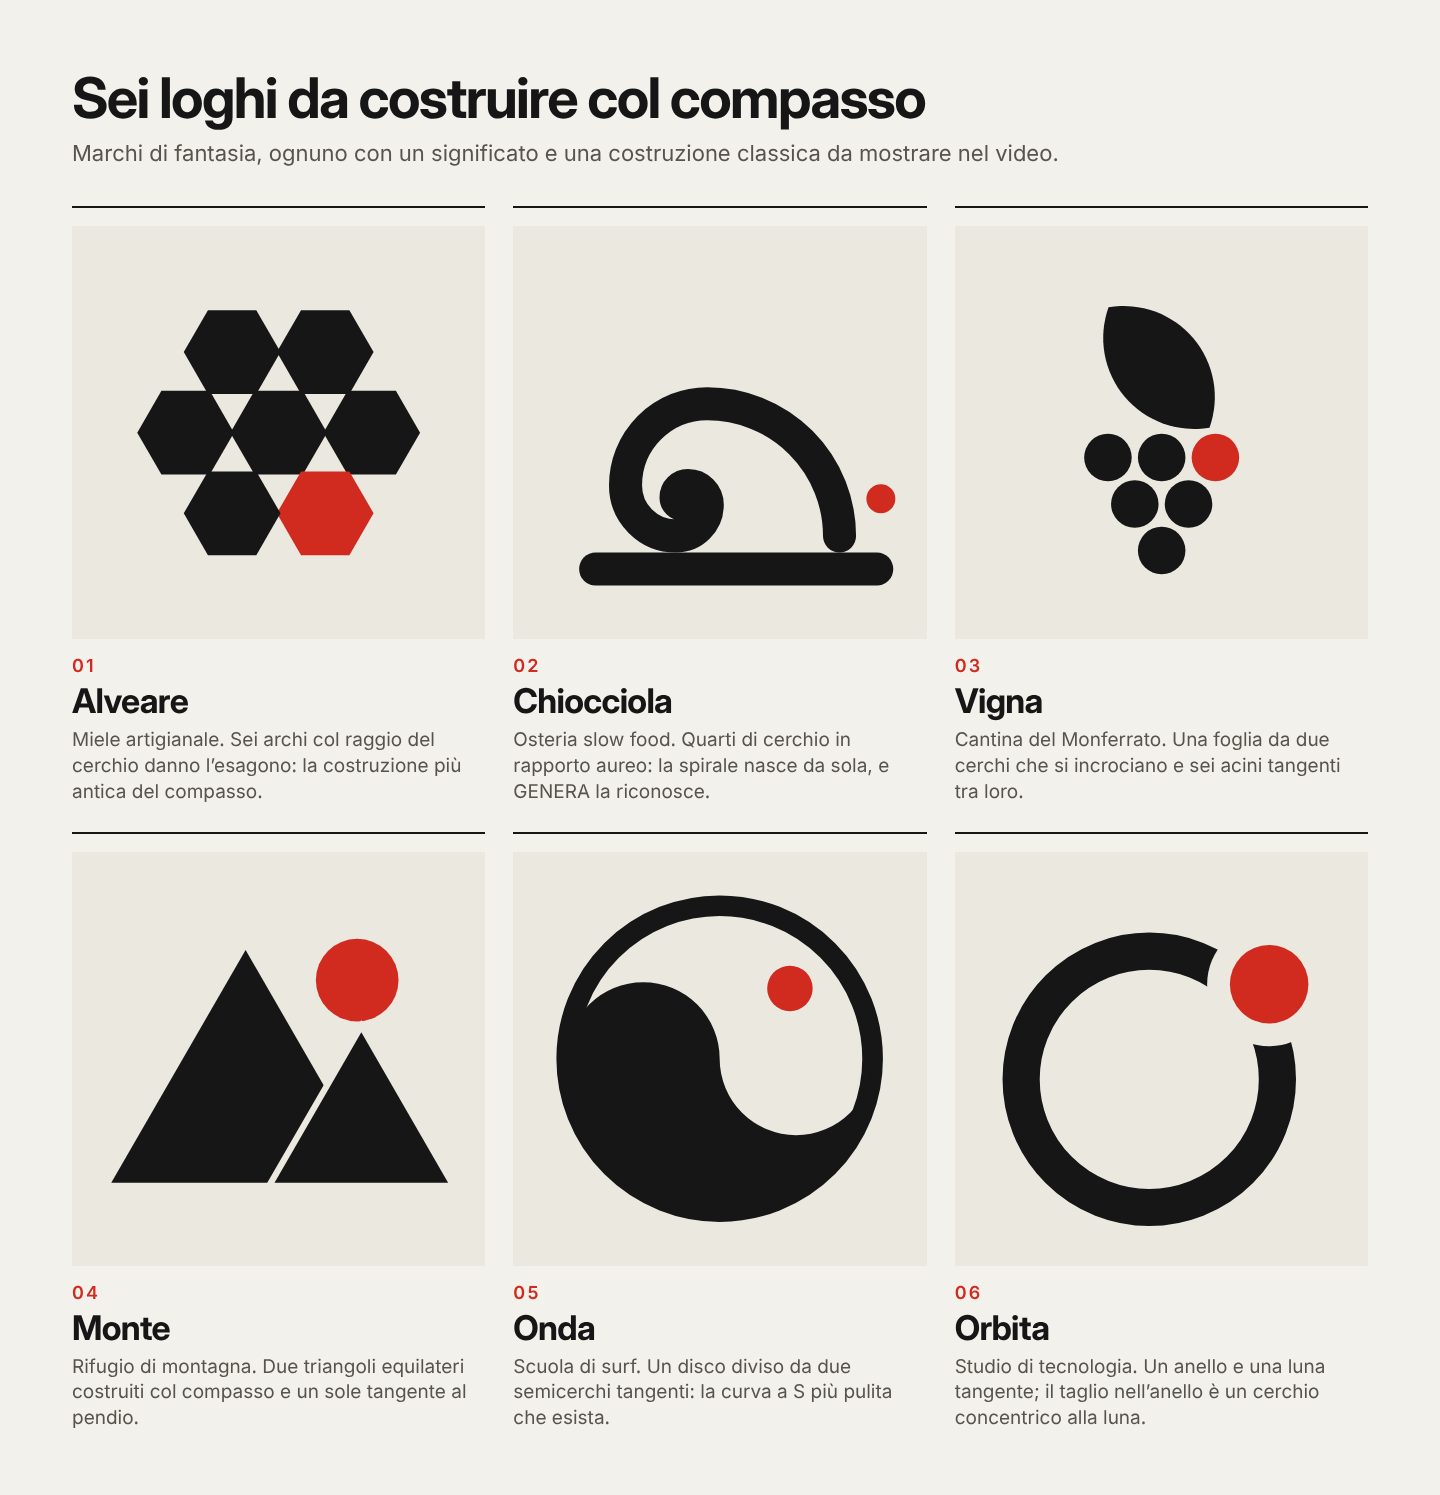 Sei loghi da costruire col compasso
Marchi di fantasia, ognuno con un significato e una costruzione classica da mostrare nel video.
01
Alveare
Miele artigianale. Sei archi col raggio del
cerchio danno l’esagono: la costruzione più
antica del compasso.
02
Chiocciola
Osteria slow food. Quarti di cerchio in
rapporto aureo: la spirale nasce da sola, e
GENERA la riconosce.
03
Vigna
Cantina del Monferrato. Una foglia da due
cerchi che si incrociano e sei acini tangenti
tra loro.
04
Monte
Rifugio di montagna. Due triangoli equilateri
costruiti col compasso e un sole tangente al
pendio.
05
Onda
Scuola di surf. Un disco diviso da due
semicerchi tangenti: la curva a S più pulita
che esista.
06
Orbita
Studio di tecnologia. Un anello e una luna
tangente; il taglio nell’anello è un cerchio
concentrico alla luna.